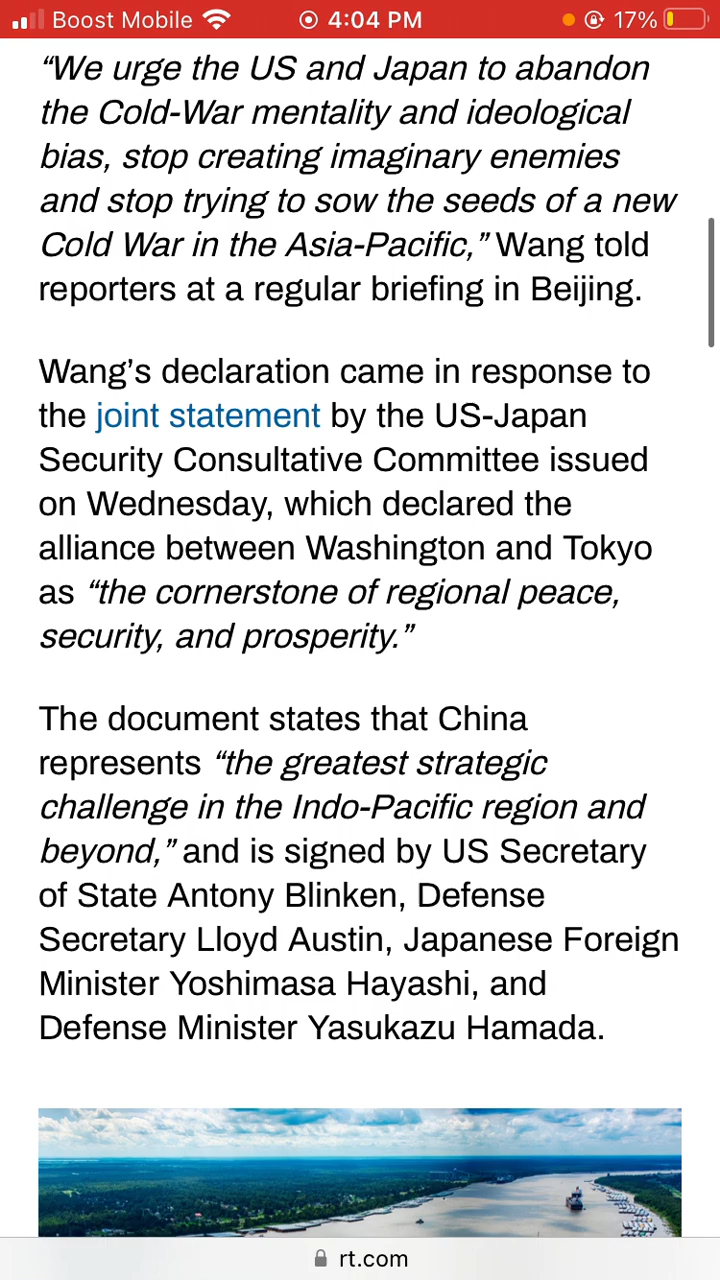 Boost Mobile 4:04 PM 17%
“We urge the US and Japan to abandon
the Cold-War mentality and ideological
bias, stop creating imaginary enemies
and stop trying to sow the seeds of a new
Cold War in the Asia-Pacific,” Wang told
reporters at a regular briefing in Beijing.
Wang’s declaration came in response to
the joint statement by the US-Japan
Security Consultative Committee issued
on Wednesday, which declared the
alliance between Washington and Tokyo
as “the cornerstone of regional peace,
security, and prosperity.”
The document states that China
represents “the greatest strategic
challenge in the Indo-Pacific region and
beyond,” and is signed by US Secretary
of State Antony Blinken, Defense
Secretary Lloyd Austin, Japanese Foreign
Minister Yoshimasa Hayashi, and
Defense Minister Yasukazu Hamada.
rt.com